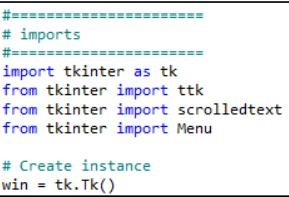 #======================
# imports
#======================
import tkinter as tk
from tkinter import ttk
from tkinter import scrolledtext
from tkinter import Menu
# Create instance
win = tk.Tk()